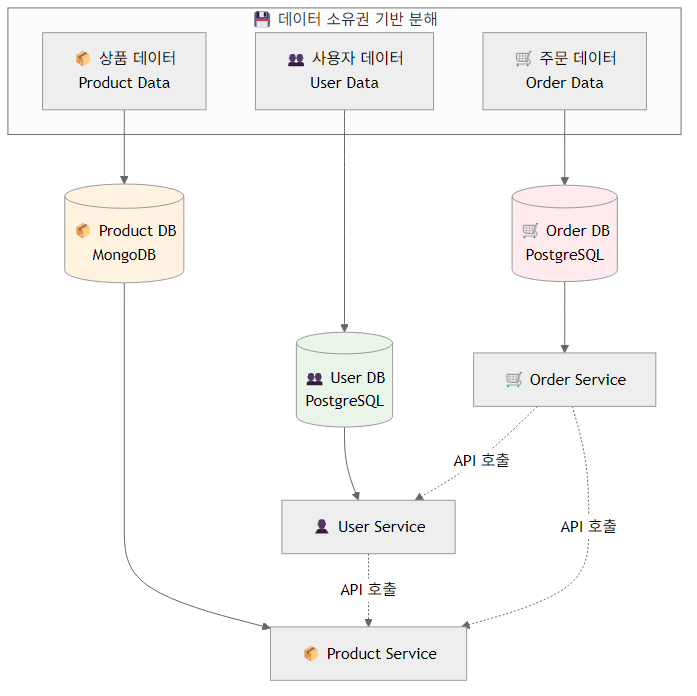 💾 데이터 소유권 기반 분해
📦 상품 데이터
Product Data
👥 사용자 데이터
User Data
🛒 주문 데이터
Order Data
📦 Product DB
MongoDB
🛒 Order DB
PostgreSQL
👥 User DB
PostgreSQL
🛒 Order Service
API 호출
👤 User Service
API 호출
API 호출
📦 Product Service